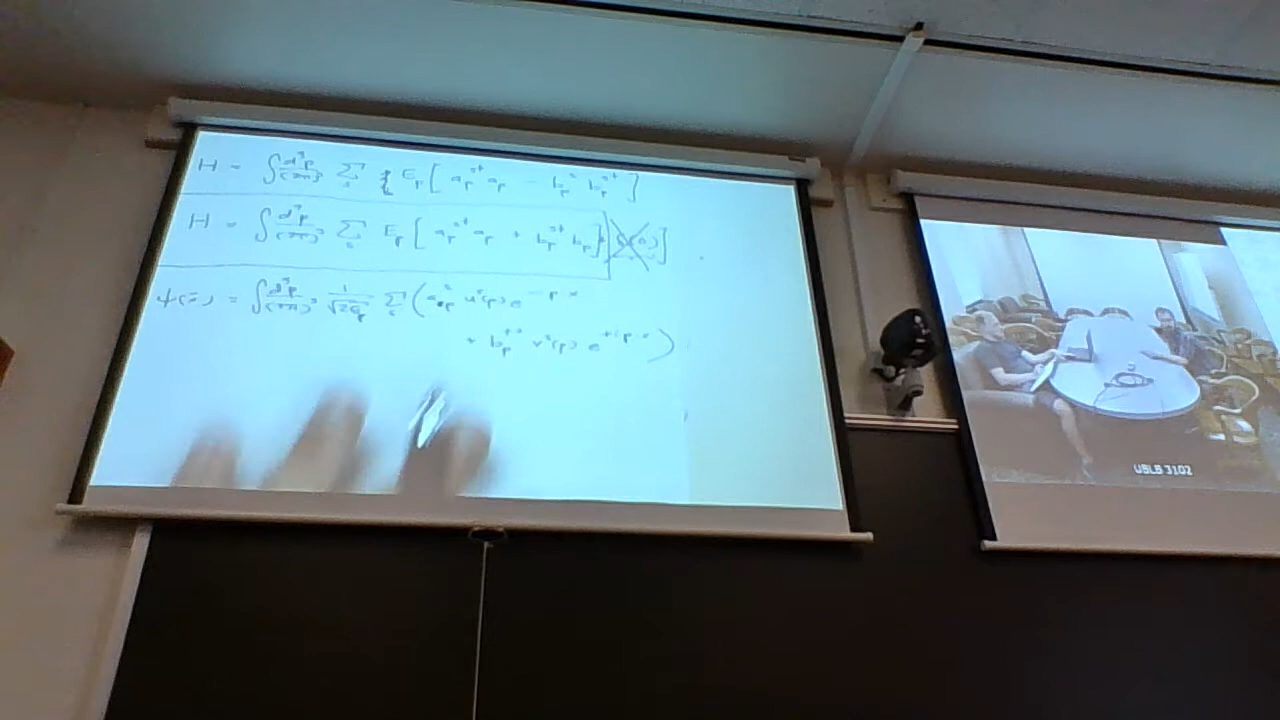 H = ∫ d³p/(2π)³ Σ_s E_p [ a_p^s† a_p^s - b_p^s b_p^s† ]
H = ∫ d³p/(2π)³ Σ_s E_p [ a_p^s† a_p + b_p^s† b_p ]
ψ(x) = ∫ d³p/(2π)³ 1/√2E_p Σ_s ( a_p^s u^s(p) e^-p·x
+ b_p^s† v^s(p) e^+ip·x )
UBLB 3102